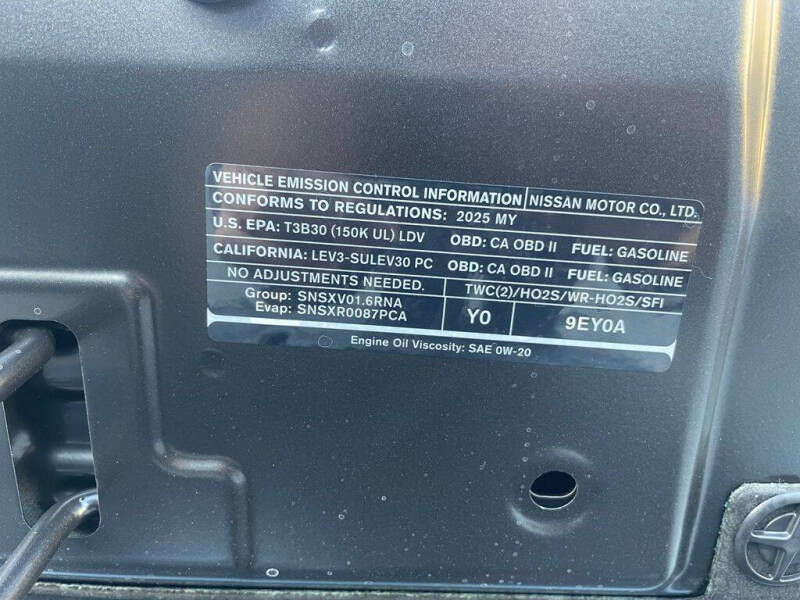 VEHICLE EMISSION CONTROL INFORMATION NISSAN MOTOR CO., LTD.
CONFORMS TO REGULATIONS: 2025 MY
U.S. EPA: T3B30 (150K UL) LDV OBD: CA OBD II FUEL: GASOLINE
CALIFORNIA: LEV3-SULEV30 PC OBD: CA OBD II FUEL: GASOLINE
NO ADJUSTMENTS NEEDED. TWC(2)/HO2S/WR-HO2S/SFI
Group: SNSXV01.6RNA
Evap: SNSXR0087PCA Y0 9EY0A
Engine Oil Viscosity: SAE 0W-20